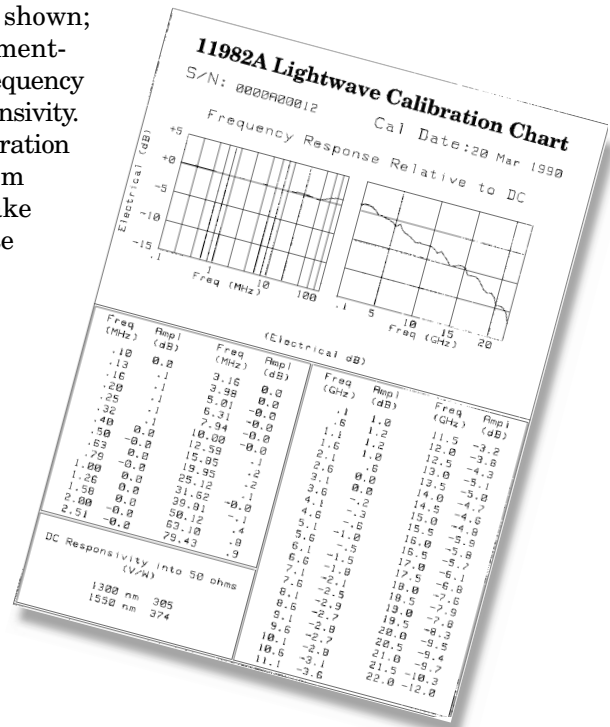 shown;
ment-
equency
nsivity.
ration
m
ke
e
11982A Lightwave Calibration Chart
S/N: 0000A00012
Cal Date:20 Mar 1990
Frequency Response Relative to DC
Electrical (dB)
+5
+0
-5
-10
-15
.1 1 10 100
Freq (MHz)
.1 5 10 15 20
Freq (GHz)
(Electrical dB)
Freq Ampl Freq Ampl
(MHz) (dB) (MHz) (dB)
.10 0.0 3.16 0.0
.13 .1 3.98 0.0
.16 .1 5.01 -0.0
.20 .1 6.31 -0.0
.25 .1 7.94 -0.0
.32 .1 10.00 .1
.40 0.0 12.59 .2
.50 -0.0 15.85 .2
.63 0.0 19.95 .1
.79 -0.0 25.12
1.00 0.0 31.62 -0.0
1.26 0.0 39.81 -.1
1.58 0.0 50.12 .4
2.00 -0.0 63.10 .8
2.51 -0.0 79.43 .9
DC Responsivity into 50 ohms
(V/W)
1300 nm 305
1550 nm 374
Freq Ampl Freq Ampl
(GHz) (dB) (GHz) (dB)
.1 1.0 11.5 -3.2
.6 1.2 12.0 -3.8
1.1 1.2 12.5 -4.3
1.6 1.0 13.0 -5.1
2.1 .6 13.5 -5.0
2.6 0.0 14.0 -4.7
3.1 0.0 14.5 -4.6
3.6 -.2 15.0 -4.8
4.1 -.3 15.5 -5.9
4.6 -.6 16.0 -5.8
5.1 -1.0 16.5 -5.7
5.6 -.5 17.0 -6.1
6.1 -1.5 17.5 -6.8
6.6 -1.8 18.0 -7.6
7.1 -2.1 18.5 -7.9
7.6 -2.5 19.0 -7.8
8.1 -2.9 19.5 -8.3
8.6 -2.7 20.0 -9.5
9.1 -2.8 20.5 -9.4
9.6 -2.7 21.0 -9.7
10.1 -2.8 21.5 -10.3
10.6 -3.1 22.0 -12.0
11.1 -3.6